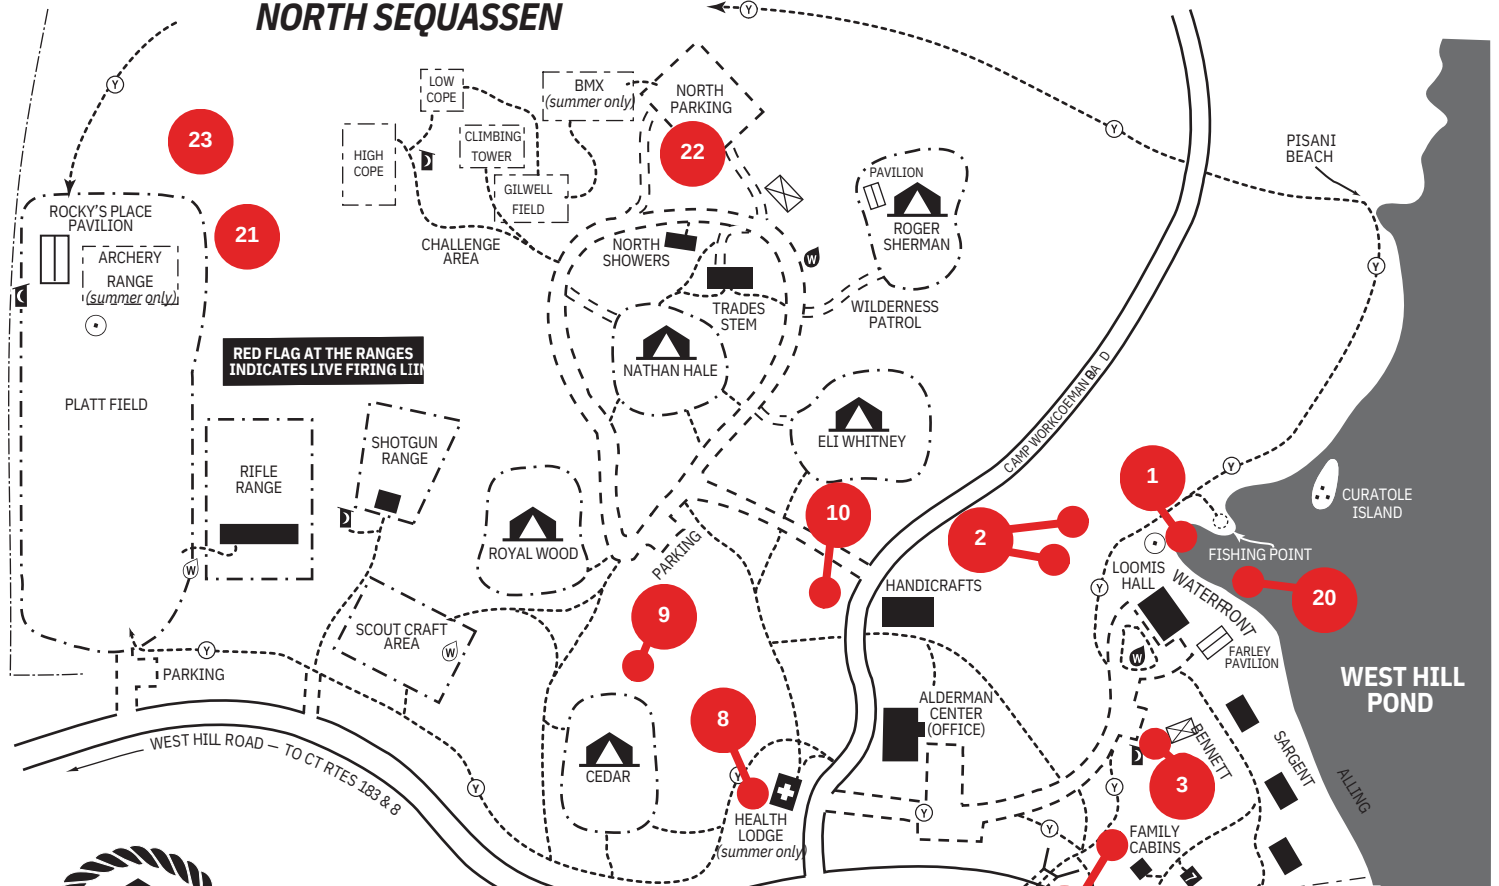 NORTH SEQUASSEN
Y
Y
23
LOW
COPE
BMX
(summer only)
NORTH
PARKING
CLIMBING
TOWER
HIGH
COPE
22
GILWELL
FIELD
Y
PISANI
BEACH
PAVILION
ROGER
SHERMAN
ROCKY'S PLACE
PAVILION
21
ARCHERY
RANGE
(summer only)
CHALLENGE
AREA
NORTH
SHOWERS
W
Y
TRADES
STEM
WILDERNESS
PATROL
RED FLAG AT THE RANGES
INDICATES LIVE FIRING
NATHAN HALE
PLATT FIELD
SHOTGUN
RANGE
ELI WHITNEY
CAMP WORKCOEMAN
RIFLE
RANGE
Y
1
CURATOLE
ISLAND
10
2
ROYAL WOOD
PARKING
FISHING POINT
LOOMIS
HALL
WATERFRONT
W
HANDICRAFTS
Y
20
9
SCOUT CRAFT
AREA
W
Y
W
FARLEY
PAVILION
PARKING
WEST HILL
POND
ALDERMAN
CENTER
(OFFICE)
8
WEST HILL ROAD — TO CT RTES 183 & 8
BENNETT
SARGENT
ALLING
CEDAR
3
Y
Y
Y
Y
HEALTH
LODGE
(summer only)
Y
FAMILY
CABINS
7